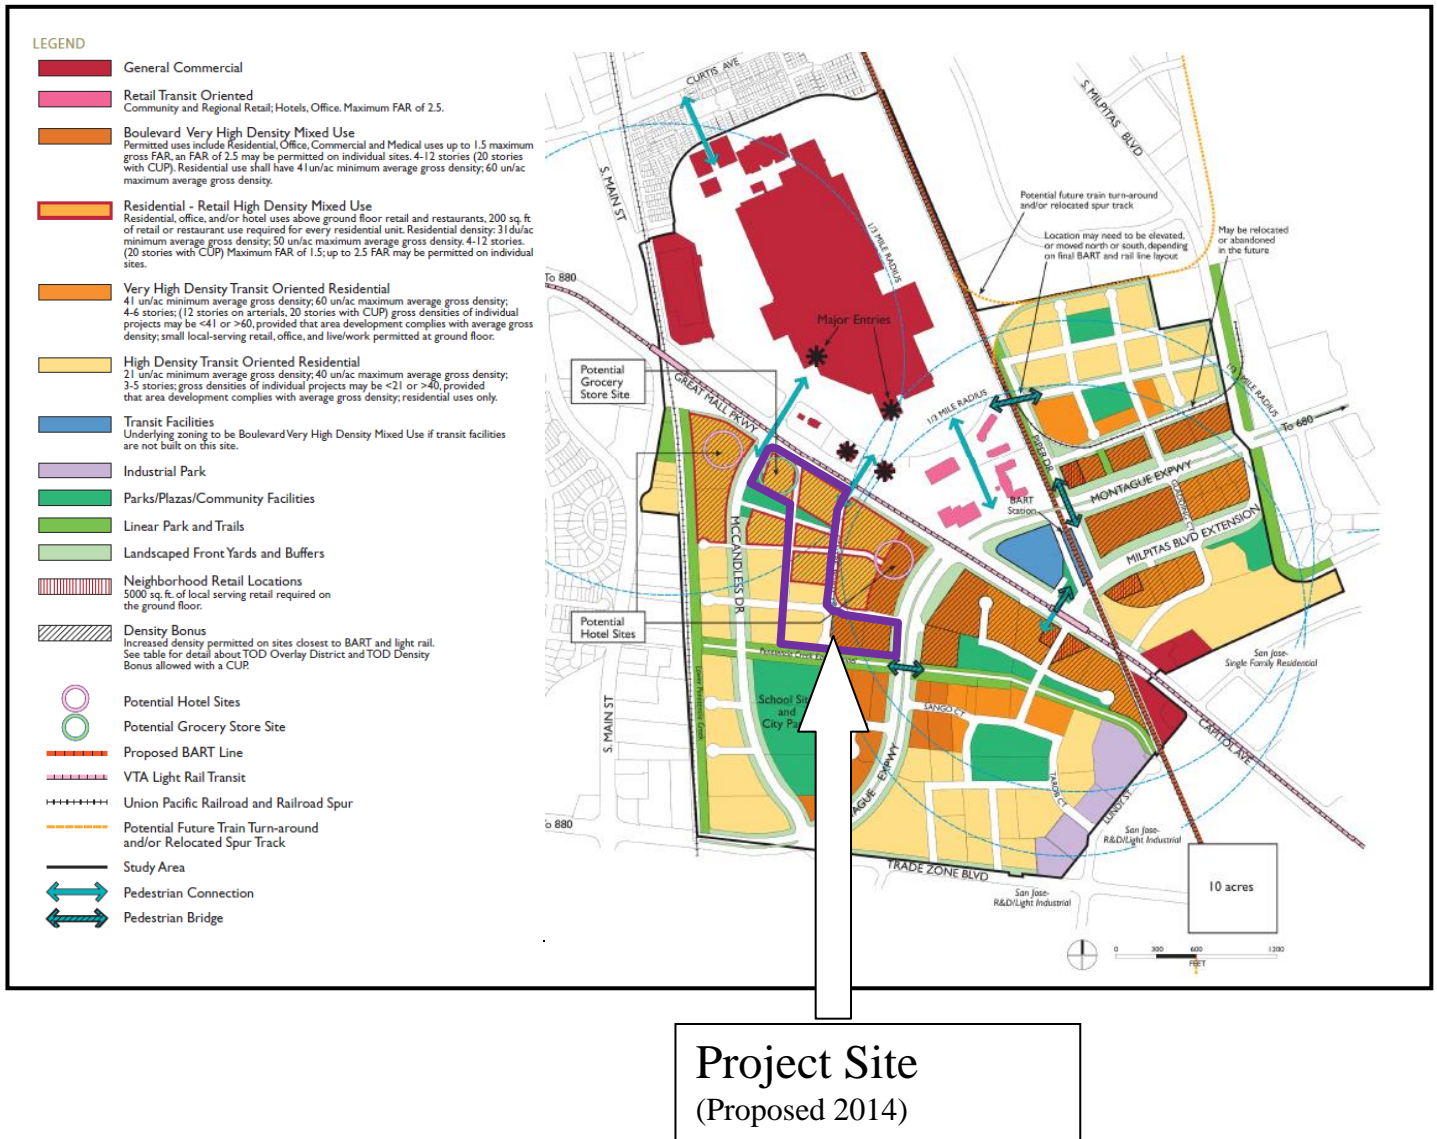 LEGEND
General Commercial
Retail Transit Oriented
Community and Regional Retail; Hotels, Office. Maximum FAR of 2.5.
Boulevard Very High Density Mixed Use
Permitted uses include Residential, Office, Commercial and Medical uses up to 1.5 maximum
gross FAR, an FAR of 2.5 may be permitted on individual sites. 4-12 stories (20 stories
with CUP). Residential use shall have 41un/ac minimum average gross density; 60 un/ac
maximum average gross density.
Residential - Retail High Density Mixed Use
Residential, office, and/or hotel uses above ground floor retail and restaurants, 200 sq. ft
of retail or restaurant use required for every residential unit. Residential density: 31du/ac
minimum average gross density; 50 un/ac maximum average gross density. 4-12 stories.
(20 stories with CUP) Maximum FAR of 1.5; up to 2.5 FAR may be permitted on individual
sites.
Very High Density Transit Oriented Residential
41 un/ac minimum average gross density; 60 un/ac maximum average gross density;
4-6 stories; (12 stories on arterials, 20 stories with CUP) gross densities of individual
projects may be <41 or >60, provided that area development complies with average gross
density; small local-serving retail, office, and live/work permitted at ground floor.
High Density Transit Oriented Residential
21 un/ac minimum average gross density; 40 un/ac maximum average gross density;
3-5 stories; gross densities of individual projects may be <21 or >40, provided
that area development complies with average gross density; residential uses only.
Transit Facilities
Underlying zoning to be Boulevard Very High Density Mixed Use if transit facilities
are not built on this site.
Industrial Park
Parks/Plazas/Community Facilities
Linear Park and Trails
Landscaped Front Yards and Buffers
Neighborhood Retail Locations
5000 sq. ft. of local serving retail required on
the ground floor.
Density Bonus
Increased density permitted on sites closest to BART and light rail.
See table for detail about TOD Overlay District and TOD Density
Bonus allowed with a CUP.
Potential Hotel Sites
Potential Grocery Store Site
Proposed BART Line
VTA Light Rail Transit
Union Pacific Railroad and Railroad Spur
Potential Future Train Turn-around
and/or Relocated Spur Track
Study Area
Pedestrian Connection
Pedestrian Bridge
CURTIS AVE
S. MILPITAS BLVD
S. MAIN ST
Potential future train turn-around
and/or relocated spur track
Location may need to be elevated,
or moved north or south, depending
on final BART and rail line layout
May be relocated
or abandoned
in the future
1/3 MILE RADIUS
To 880
Major Entries
Potential
Grocery
Store Site
GREAT MALL PKWY
1/3 MILE RADIUS
1/3 MILE RADIUS
To 680
PIPER DR
MONTAGUE EXPWY
GLADDING CT
BART
Station
MILPITAS BLVD EXTENSION
MCCANDLESS DR
Potential
Hotel Sites
San Jose-
Single Family Residential
Lower Penitencia Creek
School
and
City
SANGO CT
S. MAIN ST
CAPITOL AVE
EXPWY
TAROB CT
LUNDY ST
o 880
San Jose-
R&D/Light Industrial
TRADE ZONE BLVD
San Jose-
R&D/Light Industrial
10 acres
0 300 600 1200
FEET
Project Site
(Proposed 2014)